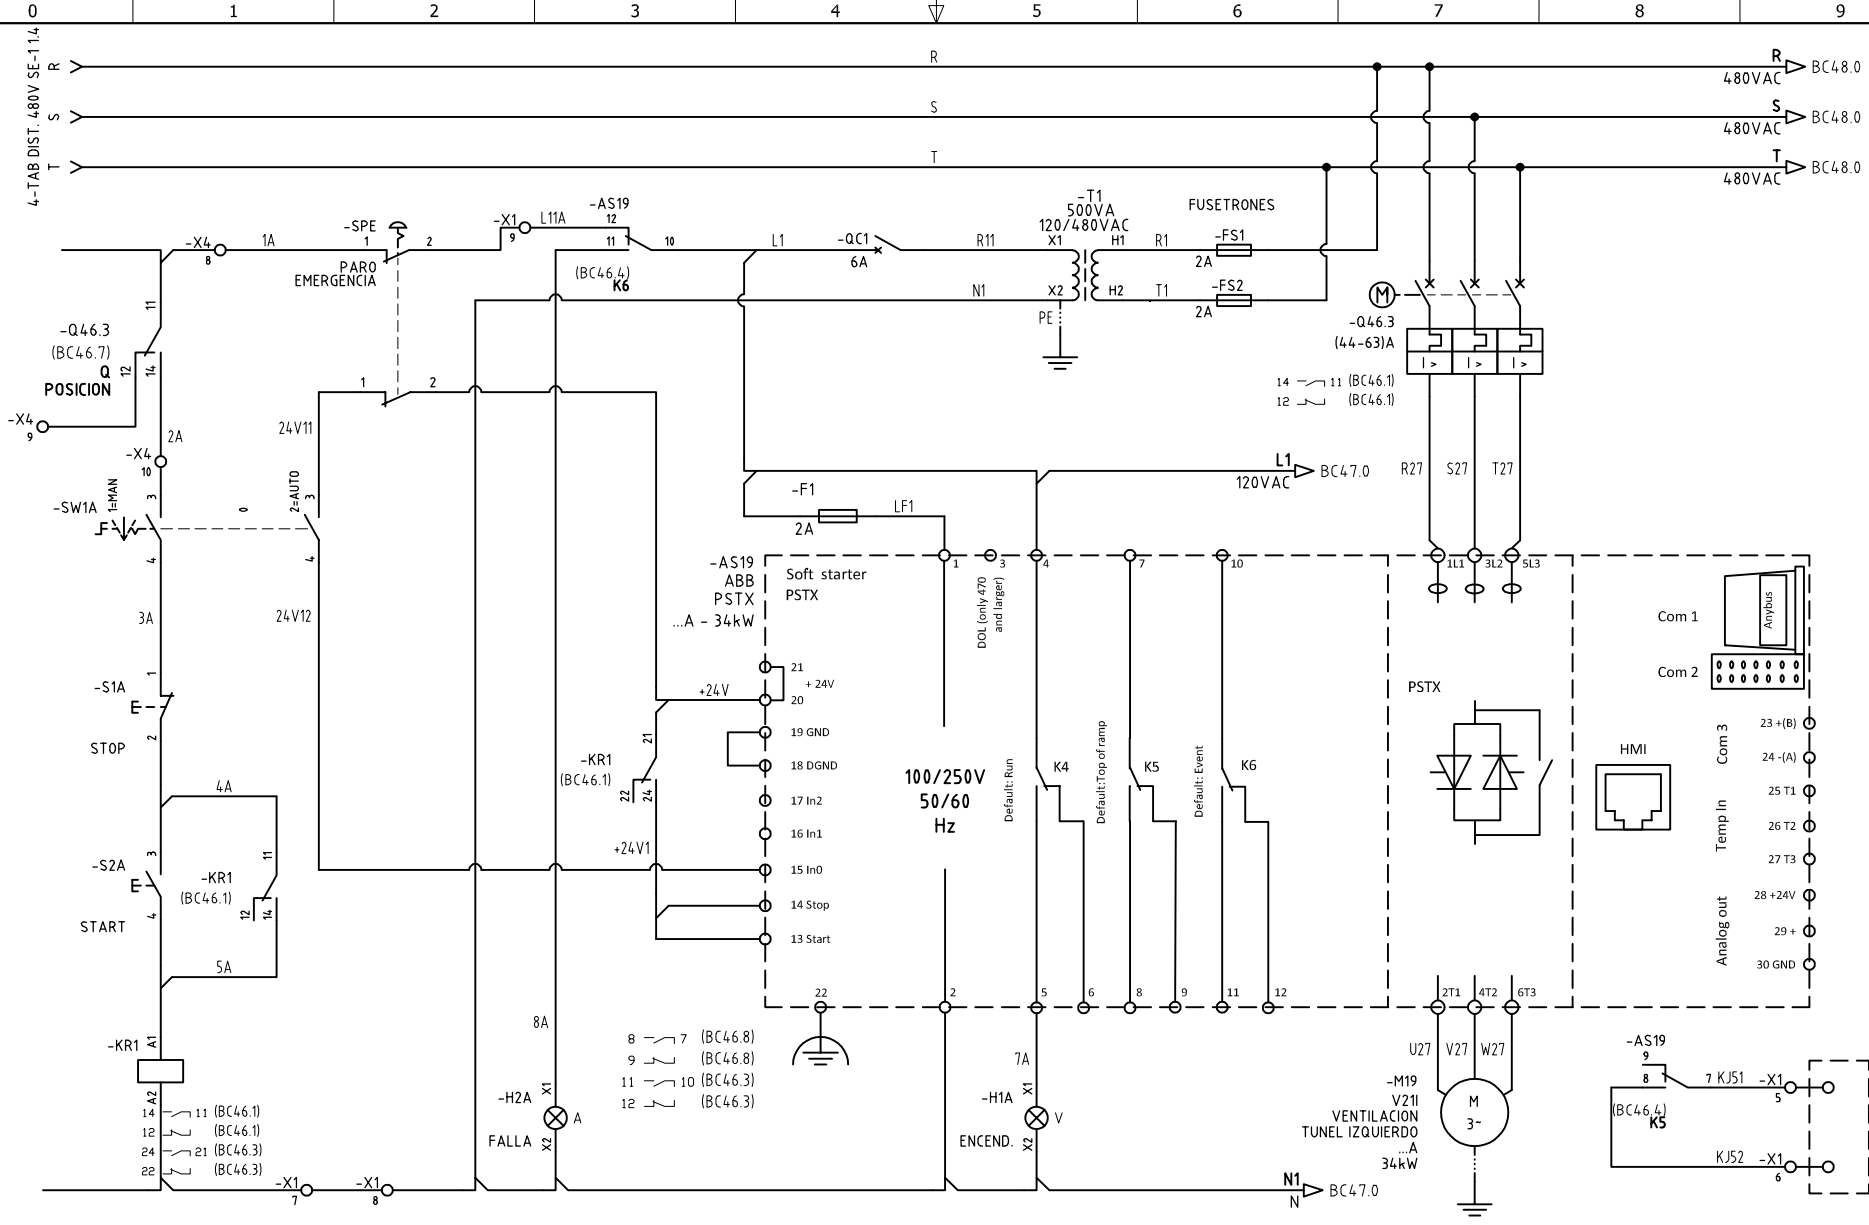 0 1 2 3 4 5 6 7 8 9
4-TAB DIST. 480V SE-1 1.4
R
S
T
R
S
T
R
480VAC
BC48.0
S
480VAC
BC48.0
T
480VAC
BC48.0
-X4
8
1A
-SPE
1
2
PARO
EMERGENCIA
-X1
9
L11A
-AS19
12
11
10
(BC46.4)
K6
L1
-QC1
6A
R11
N1
PE
-T1
500VA
120/480VAC
X1
H1
X2
H2
R1
T1
FUSETRONES
-FS1
2A
-FS2
2A
M
-Q46.3
(44-63)A
I >
I >
I >
14
11 (BC46.1)
12
(BC46.1)
11
-Q46.3
(BC46.7)
Q
POSICION
12
14
-X4
9
2A
-X4
10
1
2
24V11
1=MAN
0
2=AUTO
-SW1A
3
4
3
4
3A
24V12
L1
120VAC
BC47.0
R27
S27
T27
-F1
2A
LF1
-AS19
ABB
PSTX
...A - 34kW
Soft starter
PSTX
1
3
4
7
10
1L1
3L2
5L3
DOL (only 470
and larger)
21
+ 24V
20
19 GND
18 DGND
17 In2
16 In1
15 In0
14 Stop
13 Start
+24V
+24V1
-KR1
(BC46.1)
21
22
24
100/250V
50/60
Hz
Default: Run
K4
Default:Top of ramp
K5
Default: Event
K6
PSTX
HMI
Com 1
Anybus
Com 2
Com 3
Temp In
Analog out
23 +(B)
24 -(A)
25 T1
26 T2
27 T3
28 +24V
29 +
30 GND
-S1A
1
2
STOP
4A
-S2A
3
4
START
-KR1
(BC46.1)
11
12
14
5A
-KR1
A1
A2
14
11 (BC46.1)
12
(BC46.1)
24
21 (BC46.3)
22
(BC46.3)
22
2
5
6
8
9
11
12
2T1
4T2
6T3
8A
8
7 (BC46.8)
9
(BC46.8)
11
10 (BC46.3)
12
(BC46.3)
-H2A
X1
A
X2
FALLA
7A
-H1A
X1
V
X2
ENCEND.
U27
V27
W27
-M19
V21I
VENTILACION
TUNEL IZQUIERDO
...A
34kW
M
3~
-AS19
9
8
7
KJ51
-X1
5
(BC46.4)
K5
KJ52
-X1
6
-X1
7
-X1
8
N1
N
BC47.0